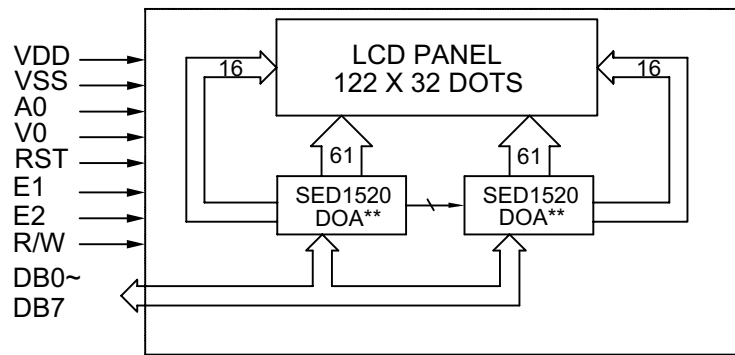 VDD
VSS
A0
V0
RST
E1
E2
R/W
DB0~
DB7
LCD PANEL
122 X 32 DOTS
16
16
61
61
SED1520
DOA**
SED1520
DOA**